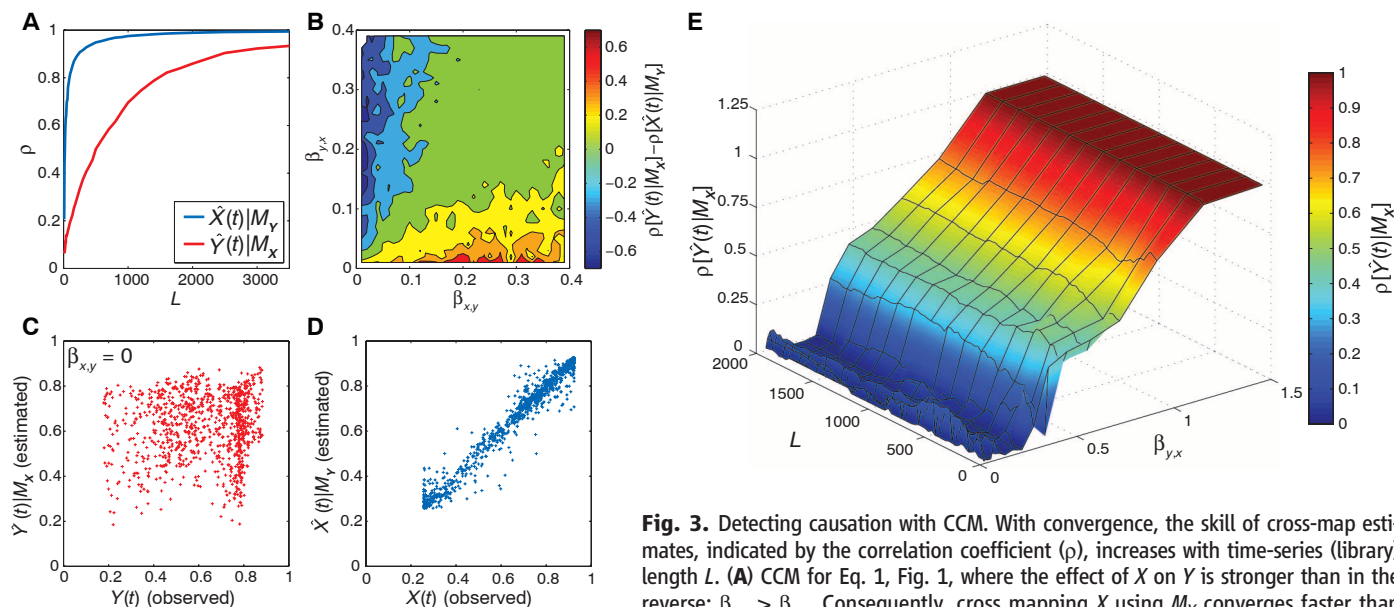 A
ρ
1
0.8
0.6
0.4
0.2
0
0 1000 2000 3000
L
X̂(t)|M_Y
Ŷ(t)|M_X
B
β_y,x
0.4
0.3
0.2
0.1
0
0 0.1 0.2 0.3 0.4
β_x,y
0.6
0.4
0.2
0
−0.2
−0.4
−0.6
ρ[Ŷ(t)|M_X]−ρ[X̂(t)|M_Y]
C
β_x,y = 0
Ŷ(t)|M_X (estimated)
1
0.8
0.6
0.4
0.2
0
0 0.2 0.4 0.6 0.8 1
Y(t) (observed)
D
X̂(t)|M_Y (estimated)
1
0.8
0.6
0.4
0.2
0
0 0.2 0.4 0.6 0.8 1
X(t) (observed)
E
ρ[Ŷ(t)|M_X]
1.25
1
0.75
0.5
0.25
0
2000
1500
1000
500
0
L
0
0.5
1
1.5
β_y,x
1
0.9
0.8
0.7
0.6
0.5
0.4
0.3
0.2
0.1
0
ρ[Ŷ(t)|M_X]
Fig. 3. Detecting causation with CCM. With convergence, the skill of cross-map esti-
mates, indicated by the correlation coefficient (ρ), increases with time-series (library)
length L. (A) CCM for Eq. 1, Fig. 1, where the effect of X on Y is stronger than in the